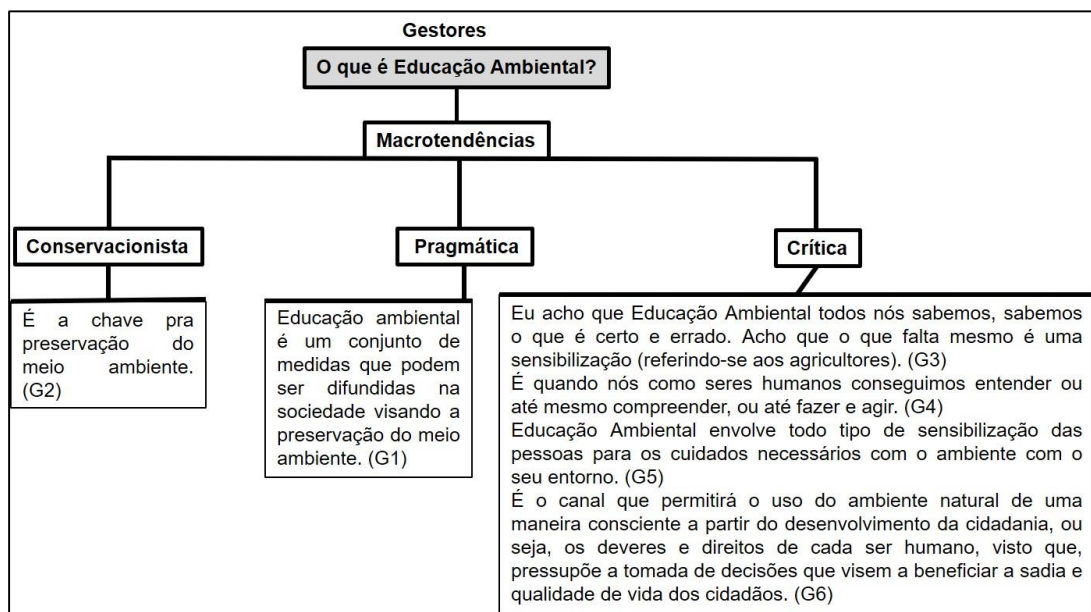 Gestores
O que é Educação Ambiental?
Macrotendências
Conservacionista
Pragmática
Crítica
É a chave pra
preservação do
meio ambiente.
(G2)
Educação ambiental
é um conjunto de
medidas que podem
ser difundidas na
sociedade visando a
preservação do meio
ambiente. (G1)
Eu acho que Educação Ambiental todos nós sabemos, sabemos
o que é certo e errado. Acho que o que falta mesmo é uma
sensibilização (referindo-se aos agricultores). (G3)
É quando nós como seres humanos conseguimos entender ou
até mesmo compreender, ou até fazer e agir. (G4)
Educação Ambiental envolve todo tipo de sensibilização das
pessoas para os cuidados necessários com o ambiente com o
seu entorno. (G5)
É o canal que permitirá o uso do ambiente natural de uma
maneira consciente a partir do desenvolvimento da cidadania, ou
seja, os deveres e direitos de cada ser humano, visto que,
pressupõe a tomada de decisões que visem a beneficiar a sadia e
qualidade de vida dos cidadãos. (G6)